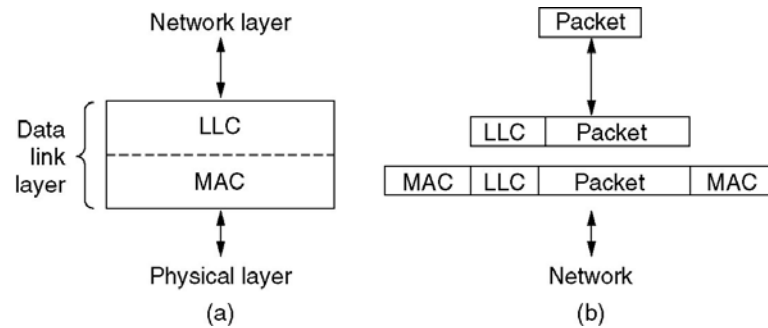 Network layer
Data
link
layer
LLC
MAC
Physical layer
(a)
Packet
LLC Packet
MAC LLC Packet MAC
Network
(b)